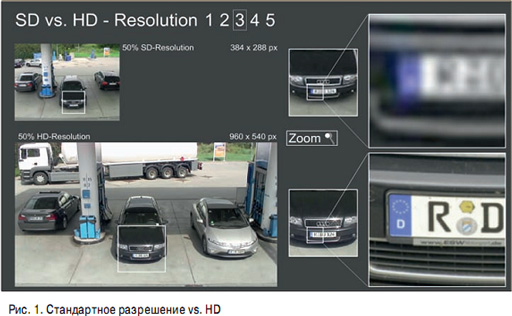 SD vs. HD - Resolution 1 2 3 4 5
50% SD-Resolution 384 x 288 px
50% HD-Resolution 960 x 540 px
Zoom
R D
D
Рис. 1. Стандартное разрешение vs. HD